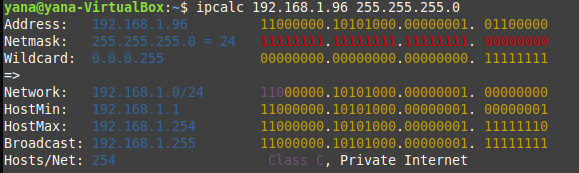 yana@yana-VirtualBox:~$ ipcalc 192.168.1.96 255.255.255.0
Address: 192.168.1.96 11000000.10101000.00000001. 01100000
Netmask: 255.255.255.0 = 24 11111111.11111111.11111111. 00000000
Wildcard: 0.0.0.255 00000000.00000000.00000000. 11111111
=>
Network: 192.168.1.0/24 11000000.10101000.00000001. 00000000
HostMin: 192.168.1.1 11000000.10101000.00000001. 00000001
HostMax: 192.168.1.254 11000000.10101000.00000001. 11111110
Broadcast: 192.168.1.255 11000000.10101000.00000001. 11111111
Hosts/Net: 254 Class C, Private Internet